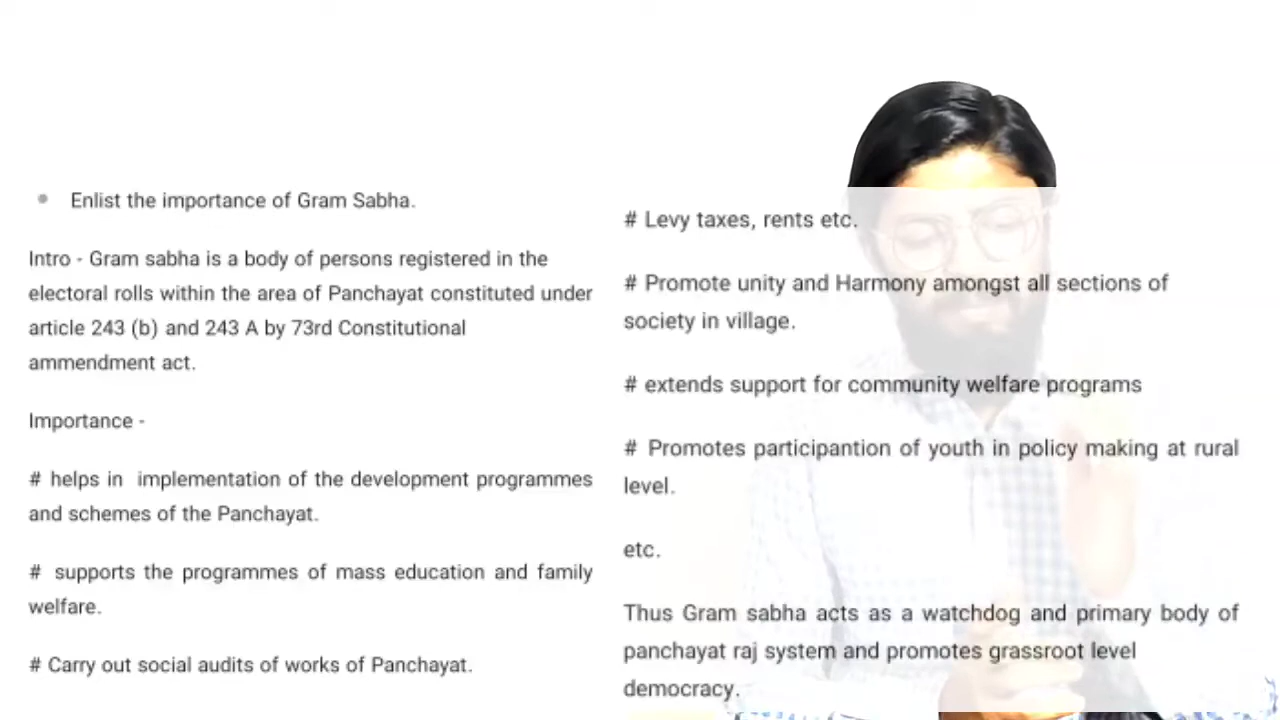 Enlist the importance of Gram Sabha.
Intro - Gram sabha is a body of persons registered in the
electoral rolls within the area of Panchayat constituted under
article 243 (b) and 243 A by 73rd Constitutional
ammendment act.
Importance -
# helps in implementation of the development programmes
and schemes of the Panchayat.
# supports the programmes of mass education and family
welfare.
# Carry out social audits of works of Panchayat.
# Levy taxes, rents etc.
# Promote unity and Harmony amongst all sections of
society in village.
# extends support for community welfare programs
# Promotes participantion of youth in policy making at rural
level.
etc.
Thus Gram sabha acts as a watchdog and primary body of
panchayat raj system and promotes grassroot level
democracy.